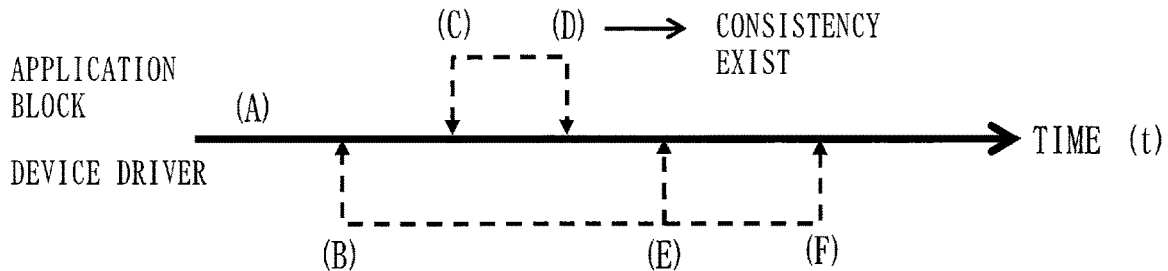 (C) (D) CONSISTENCY
EXIST
APPLICATION
BLOCK (A)
TIME (t)
DEVICE DRIVER
(B) (E) (F)